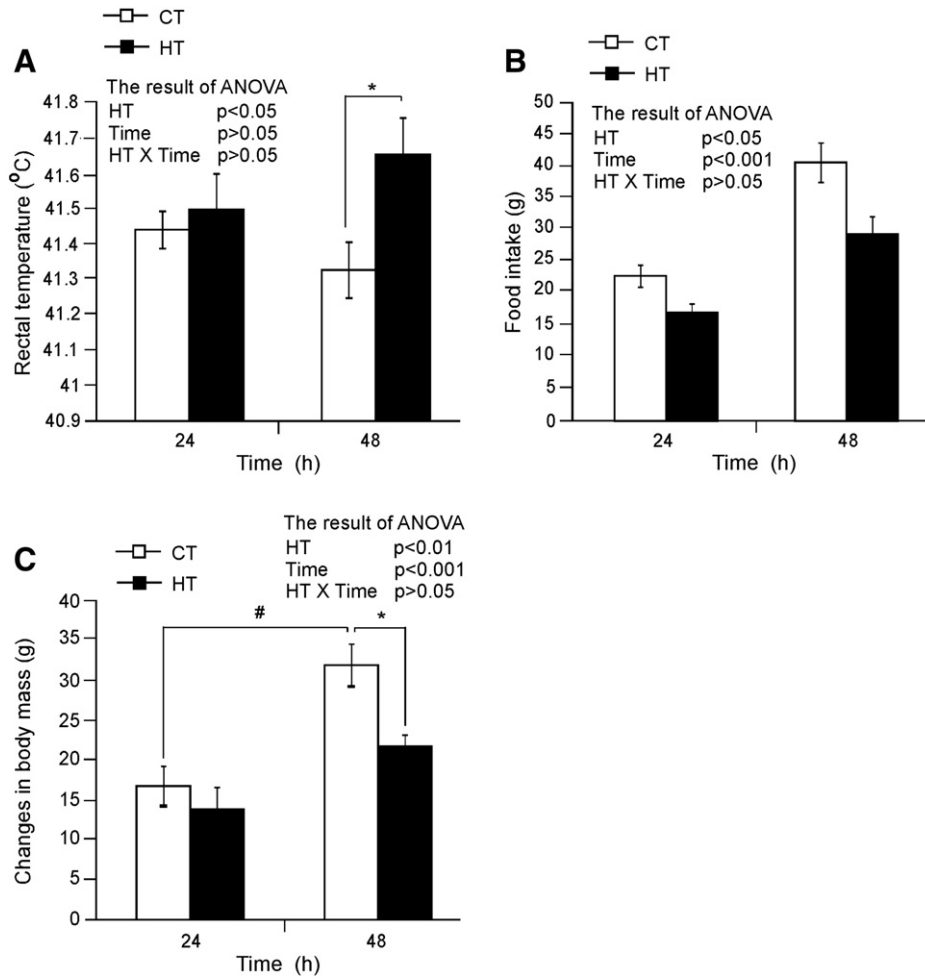 CT
HT
A
The result of ANOVA
HT p<0.05
Time p>0.05
HT X Time p>0.05
*
Rectal temperature (°C)
41.8
41.7
41.6
41.5
41.4
41.3
41.2
41.1
41
40.9
24 48
Time (h)
B
CT
HT
The result of ANOVA
HT p<0.05
Time p<0.001
HT X Time p>0.05
Food intake (g)
50
45
40
35
30
25
20
15
10
5
0
24 48
Time (h)
C
CT
HT
The result of ANOVA
HT p<0.01
Time p<0.001
HT X Time p>0.05
# *
Changes in body mass (g)
40
35
30
25
20
15
10
5
0
24 48
Time (h)